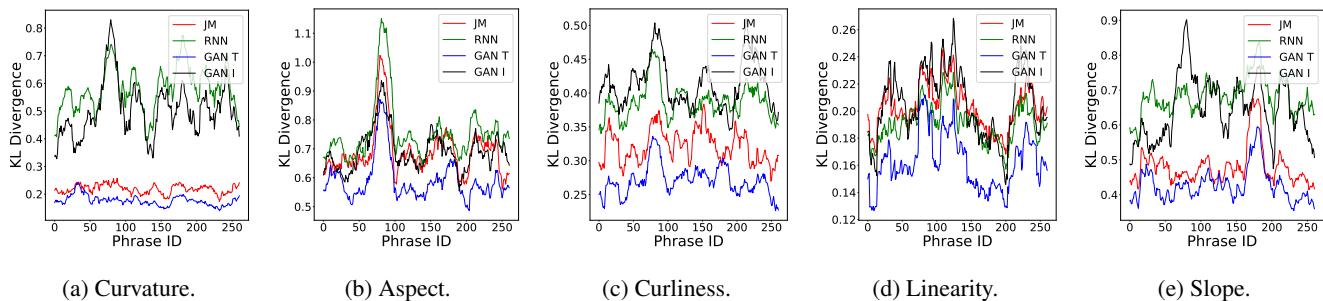 KL Divergence
0.8
0.7
0.6
0.5
0.4
0.3
0.2
0 50 100 150 200 250
Phrase ID
JM
RNN
GAN T
GAN I
(a) Curvature.
KL Divergence
1.1
1.0
0.9
0.8
0.7
0.6
0.5
0 50 100 150 200 250
Phrase ID
JM
RNN
GAN T
GAN I
(b) Aspect.
KL Divergence
0.50
0.45
0.40
0.35
0.30
0.25
0 50 100 150 200 250
Phrase ID
JM
RNN
GAN T
GAN I
(c) Curliness.
KL Divergence
0.26
0.24
0.22
0.20
0.18
0.16
0.14
0.12
0 50 100 150 200 250
Phrase ID
JM
RNN
GAN T
GAN I
(d) Linearity.
KL Divergence
0.9
0.8
0.7
0.6
0.5
0.4
0 50 100 150 200 250
Phrase ID
JM
RNN
GAN T
GAN I
(e) Slope.